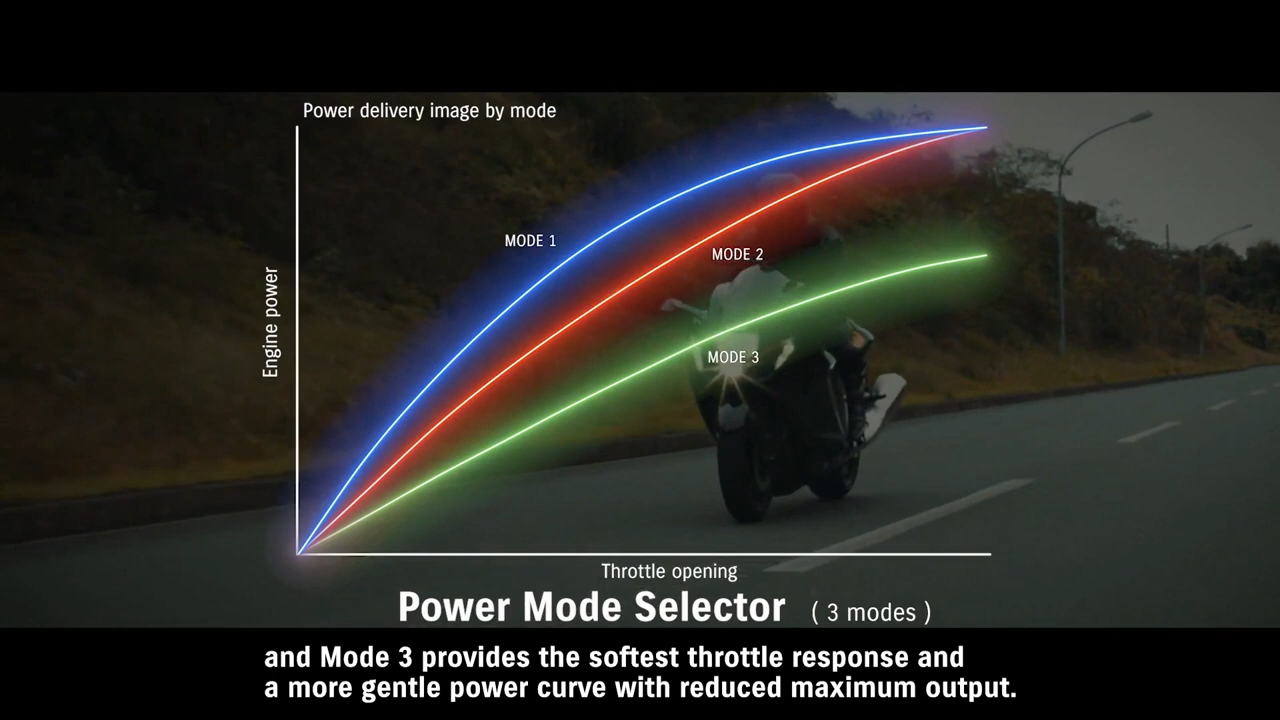 Power delivery image by mode
MODE 1
MODE 2
MODE 3
Engine power
Throttle opening
Power Mode Selector ( 3 modes )
and Mode 3 provides the softest throttle response and
a more gentle power curve with reduced maximum output.